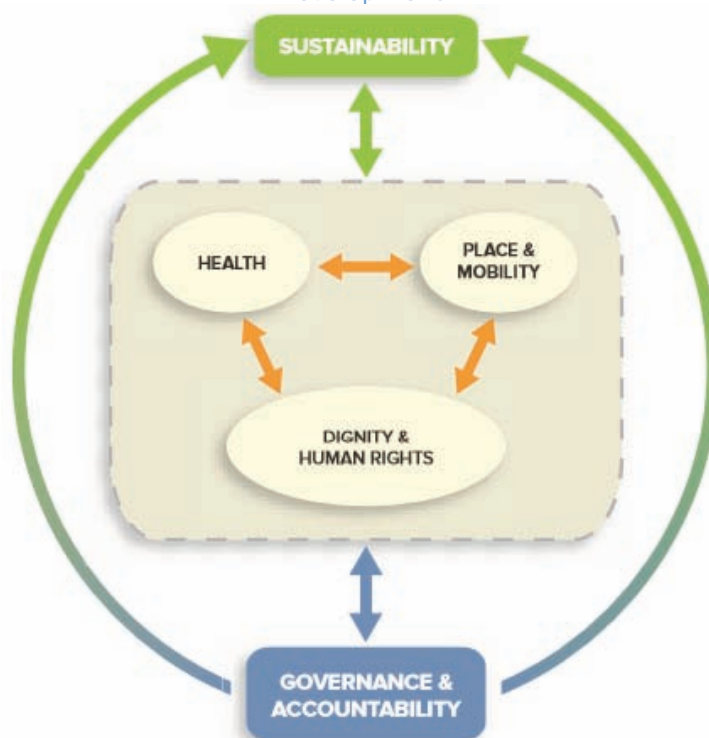 SUSTAINABILITY
HEALTH
PLACE &
MOBILITY
DIGNITY &
HUMAN RIGHTS
GOVERNANCE &
ACCOUNTABILITY